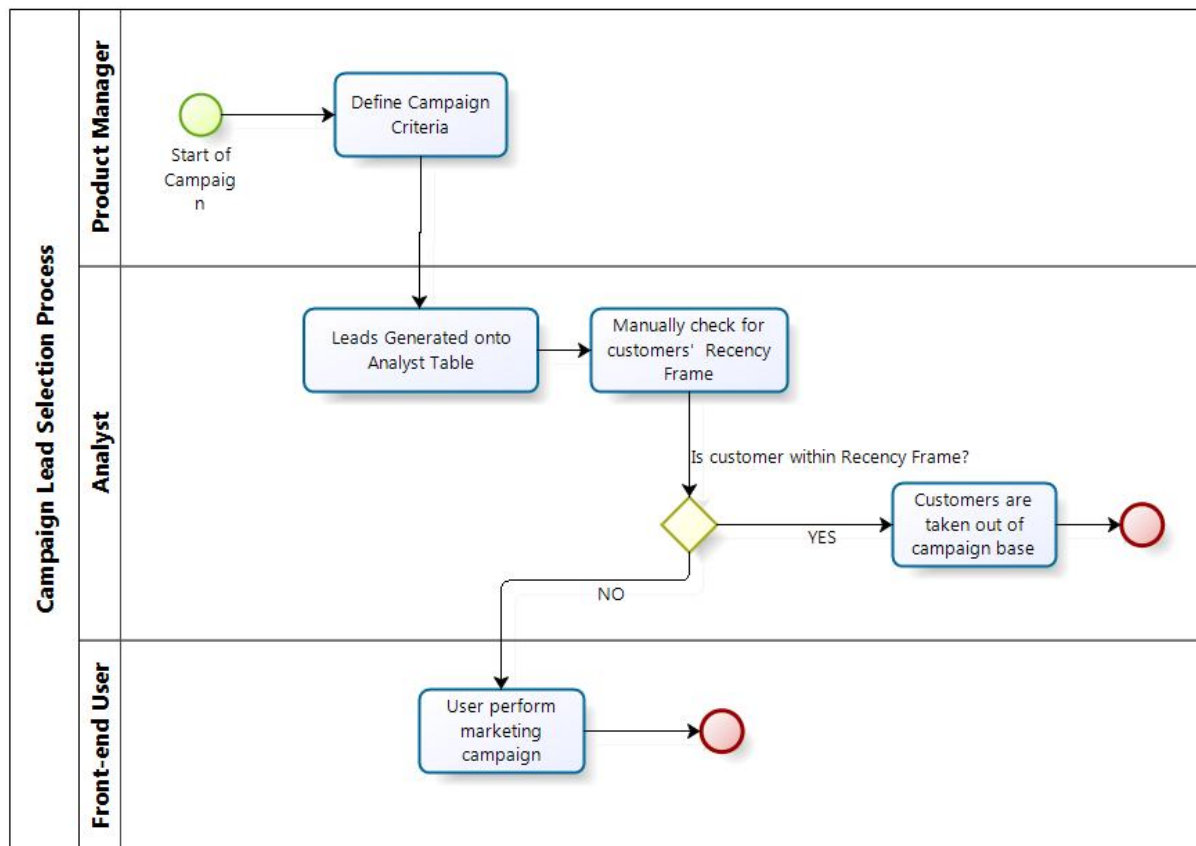 Campaign Lead Selection Process
Product Manager
Start of
Campaig
n
Define Campaign
Criteria
Analyst
Leads Generated onto
Analyst Table
Manually check for
customers' Recency
Frame
Is customer within Recency Frame?
YES
Customers are
taken out of
campaign base
NO
Front-end User
User perform
marketing
campaign